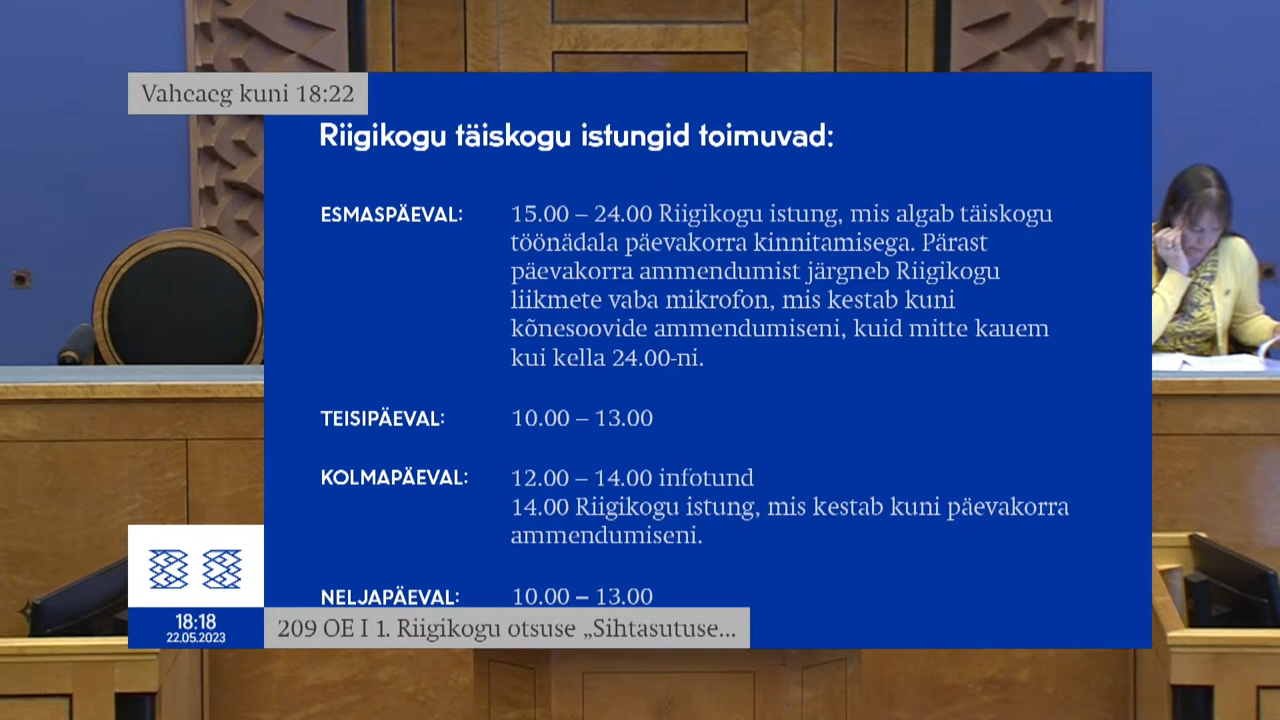 Vaheaeg kuni 18:22
Riigikogu täiskogu istungid toimuvad:
ESMASPÄEVAL:
15.00 – 24.00 Riigikogu istung, mis algab täiskogu
töönädala päevakorra kinnitamisega. Pärast
päevakorra ammendumist järgneb Riigikogu
liikmete vaba mikrofon, mis kestab kuni
kõnesoovide ammendumiseni, kuid mitte kauem
kui kella 24.00-ni.
TEISIPÄEVAL:
10.00 – 13.00
KOLMAPÄEVAL:
12.00 – 14.00 infotund
14.00 Riigikogu istung, mis kestab kuni päevakorra
ammendumiseni.
NELJAPÄEVAL:
10.00 – 13.00
18:18
22.05.2023
209 OE I 1. Riigikogu otsuse „Sihtasutuse...